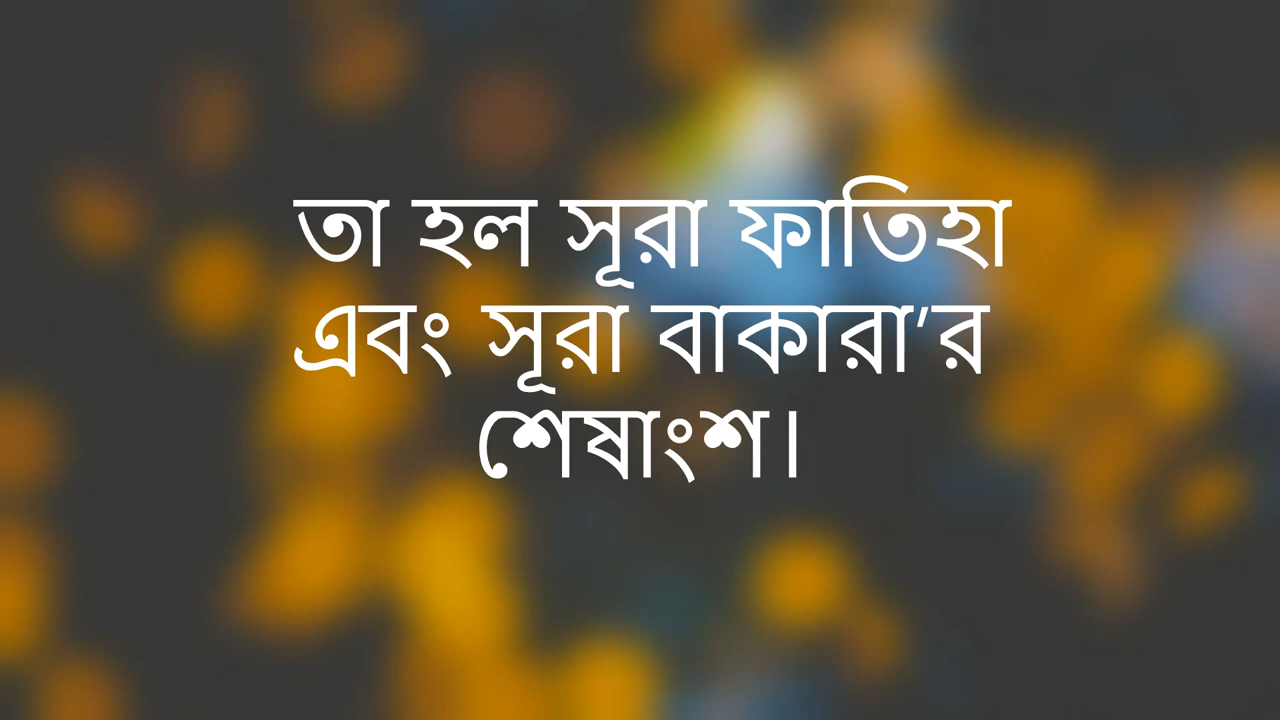 তা হল সূরা ফাতিহা
এবং সূরা বাকারা’র
শেষাংশ।